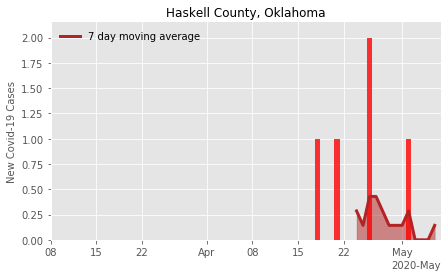 Haskell County, Oklahoma
7 day moving average
New Covid-19 Cases
2.00
1.75
1.50
1.25
1.00
0.75
0.50
0.25
0.00
08 15 22 Apr 08 15 22 May
2020-May